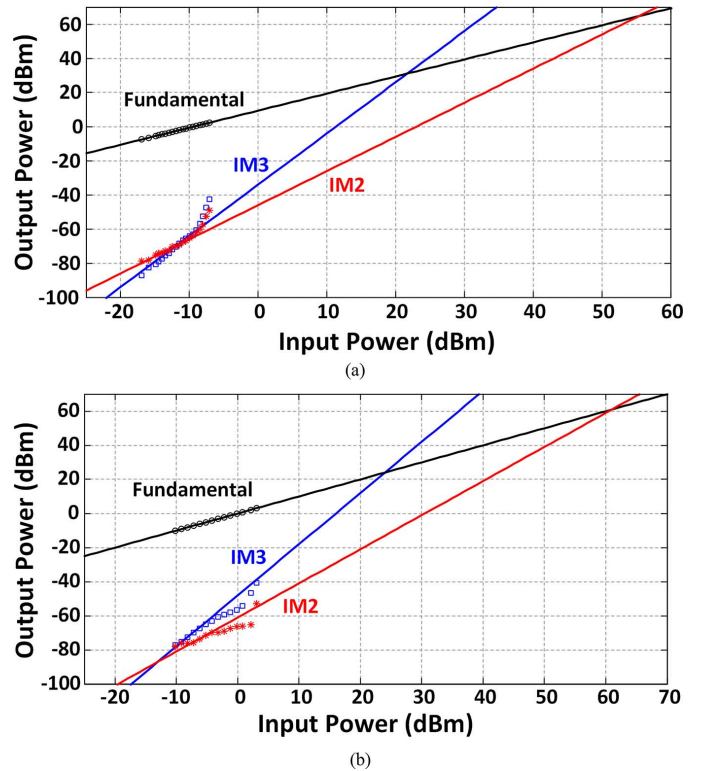 60
40
20
0
-20
-40
-60
-80
-100
Output Power (dBm)
Fundamental
IM3
IM2
-20 -10 0 10 20 30 40 50 60
Input Power (dBm)
(a)
60
40
20
0
-20
-40
-60
-80
-100
Output Power (dBm)
Fundamental
IM3
IM2
-20 -10 0 10 20 30 40 50 60 70
Input Power (dBm)
(b)